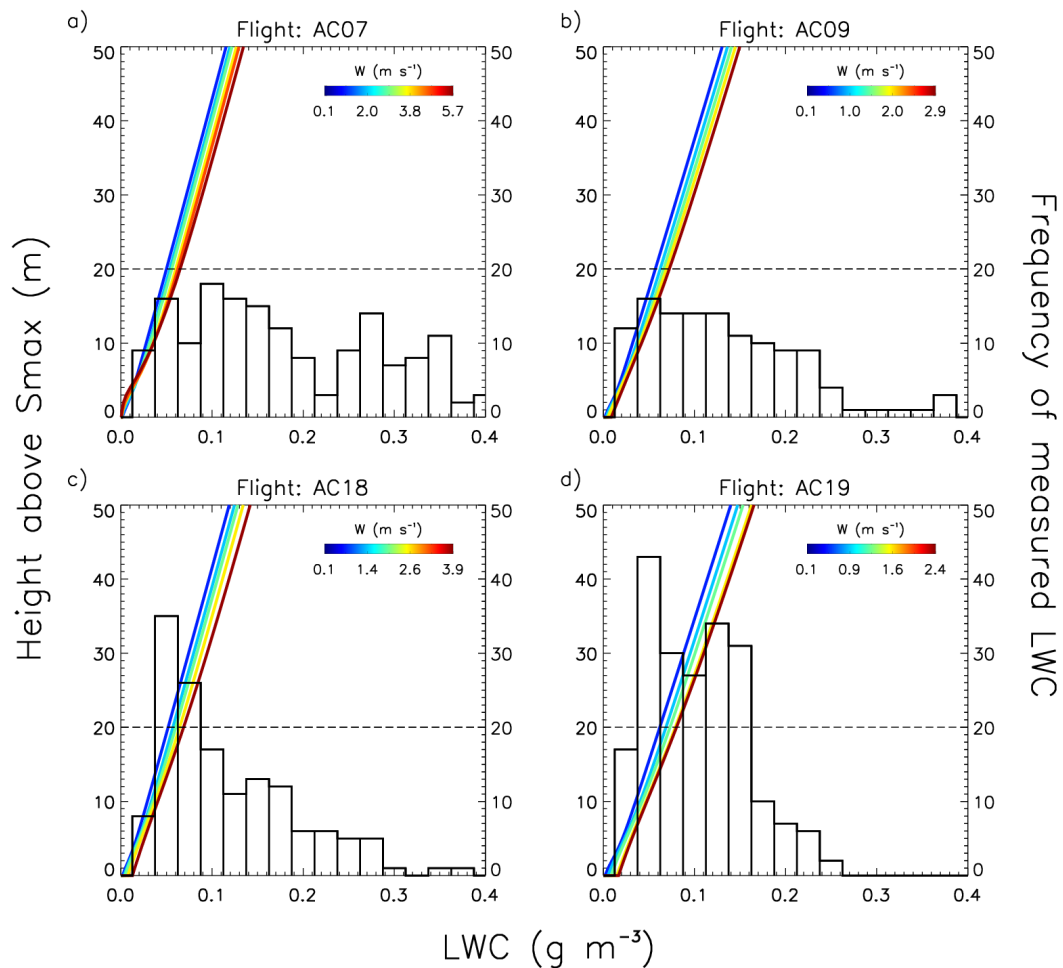 a) Flight: AC07
b) Flight: AC09
50 50 50 50
W (m s⁻¹)
0.1 2.0 3.8 5.7
W (m s⁻¹)
0.1 1.0 2.0 2.9
40 40 40 40
30 30 30 30
20 20 20 20
10 10 10 10
0 0 0 0
0.0 0.1 0.2 0.3 0.4
0.0 0.1 0.2 0.3 0.4
c) Flight: AC18
d) Flight: AC19
50 50 50 50
W (m s⁻¹)
0.1 1.4 2.6 3.9
W (m s⁻¹)
0.1 0.9 1.6 2.4
40 40 40 40
30 30 30 30
20 20 20 20
10 10 10 10
0 0 0 0
0.0 0.1 0.2 0.3 0.4
0.0 0.1 0.2 0.3 0.4
Height above Smax (m)
Frequency of measured LWC
LWC (g m⁻³)